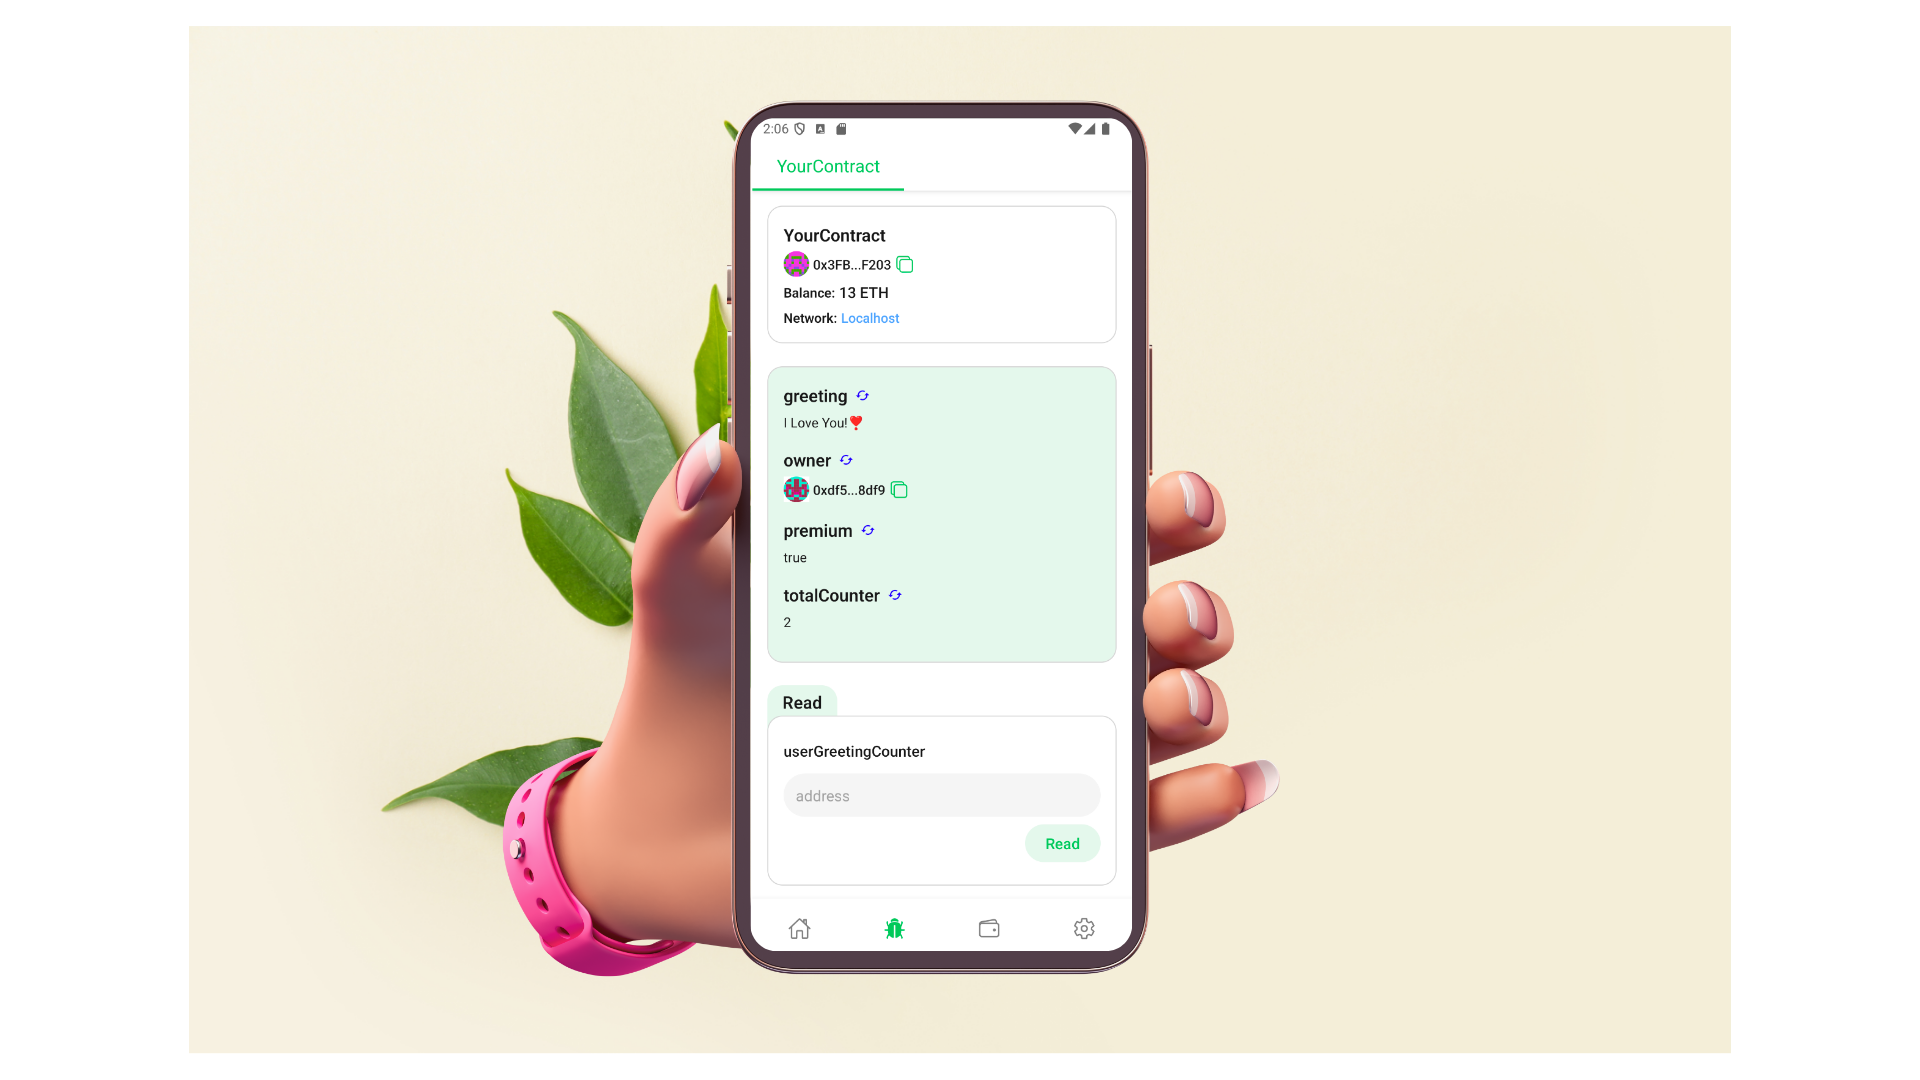 2:06
YourContract
YourContract
0x3FB...F203
Balance: 13 ETH
Network: Localhost
greeting
I Love You!❣️
owner
0xdf5...8df9
premium
true
totalCounter
2
Read
userGreetingCounter
address
Read